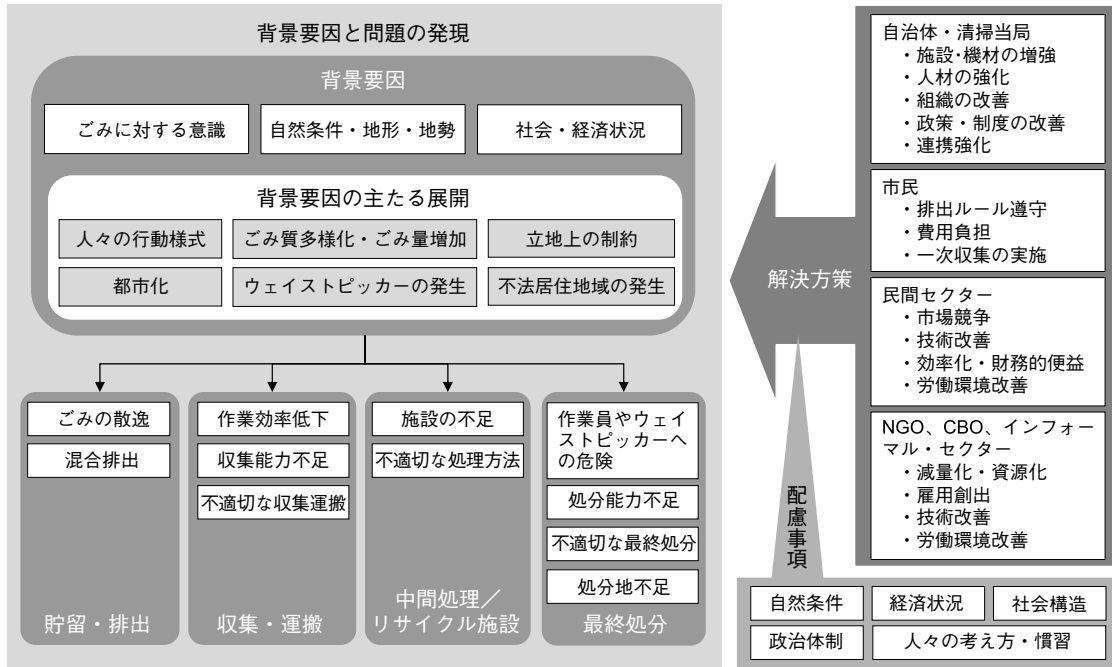 背景要因と問題の発現
背景要因
ごみに対する意識
自然条件・地形・地勢
社会・経済状況
背景要因の主たる展開
人々の行動様式
ごみ質多様化・ごみ量増加
立地上の制約
都市化
ウェイストピッカーの発生
不法居住地域の発生
ごみの散逸
混合排出
貯留・排出
作業効率低下
収集能力不足
不適切な収集運搬
収集・運搬
施設の不足
不適切な処理方法
中間処理／
リサイクル施設
作業員やウェイ
ストピッカーへ
の危険
処分能力不足
不適切な最終処分
処分地不足
最終処分
解決方策
自治体・清掃当局
・施設・機材の増強
・人材の強化
・組織の改善
・政策・制度の改善
・連携強化
市民
・排出ルール遵守
・費用負担
・一次収集の実施
民間セクター
・市場競争
・技術改善
・効率化・財務的便益
・労働環境改善
NGO、CBO、インフォー
マル・セクター
・減量化・資源化
・雇用創出
・技術改善
・労働環境改善
配慮事項
自然条件
経済状況
社会構造
政治体制
人々の考え方・慣習